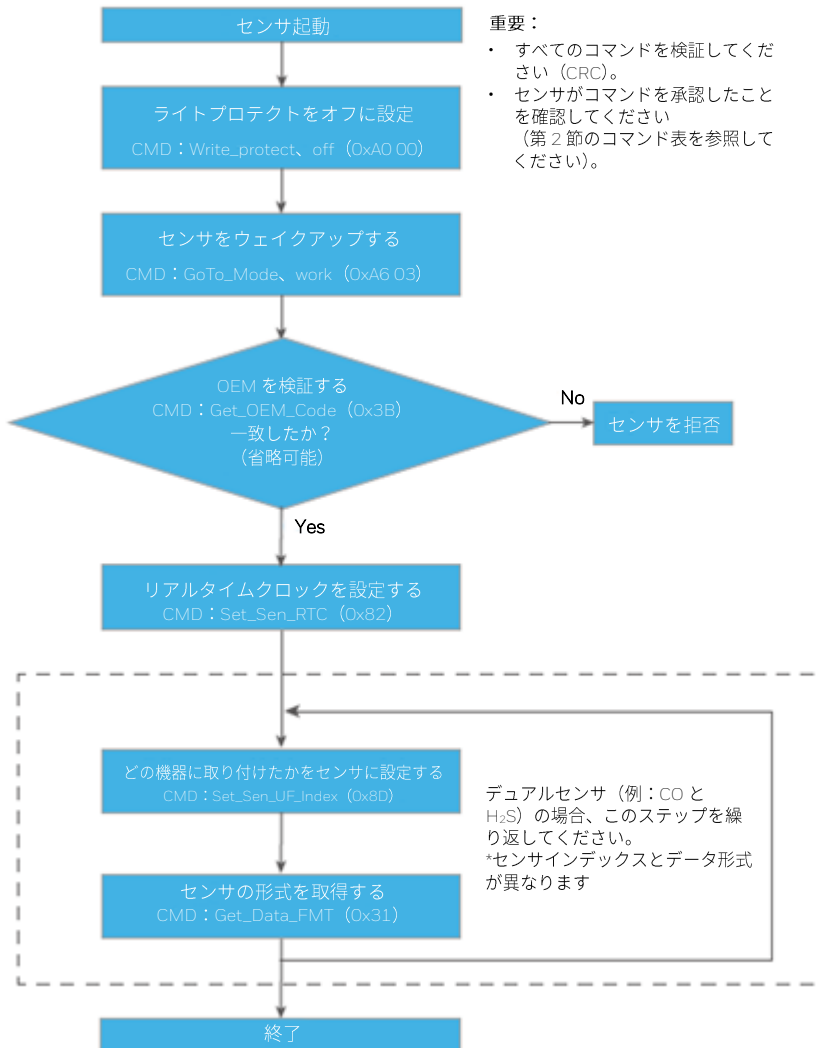 センサ起動
重要：
• すべてのコマンドを検証してくだ
さい（CRC）。
• センサがコマンドを承認したこと
を確認してください
（第 2 節のコマンド表を参照して
ください）。
ライトプロテクトをオフに設定
CMD：Write_protect、off（0xA0 00）
センサをウェイクアップする
CMD：GoTo_Mode、work（0xA6 03）
OEM を検証する
CMD：Get_OEM_Code（0x3B）
一致したか？
（省略可能）
No
センサを拒否
Yes
リアルタイムクロックを設定する
CMD：Set_Sen_RTC（0x82）
どの機器に取り付けたかをセンサに設定する
CMD：Set_Sen_UF_Index（0x8D）
デュアルセンサ（例：CO と
H₂S）の場合、このステップを繰
り返してください。
*センサインデックスとデータ形式
が異なります
センサの形式を取得する
CMD：Get_Data_FMT（0x31）
終了